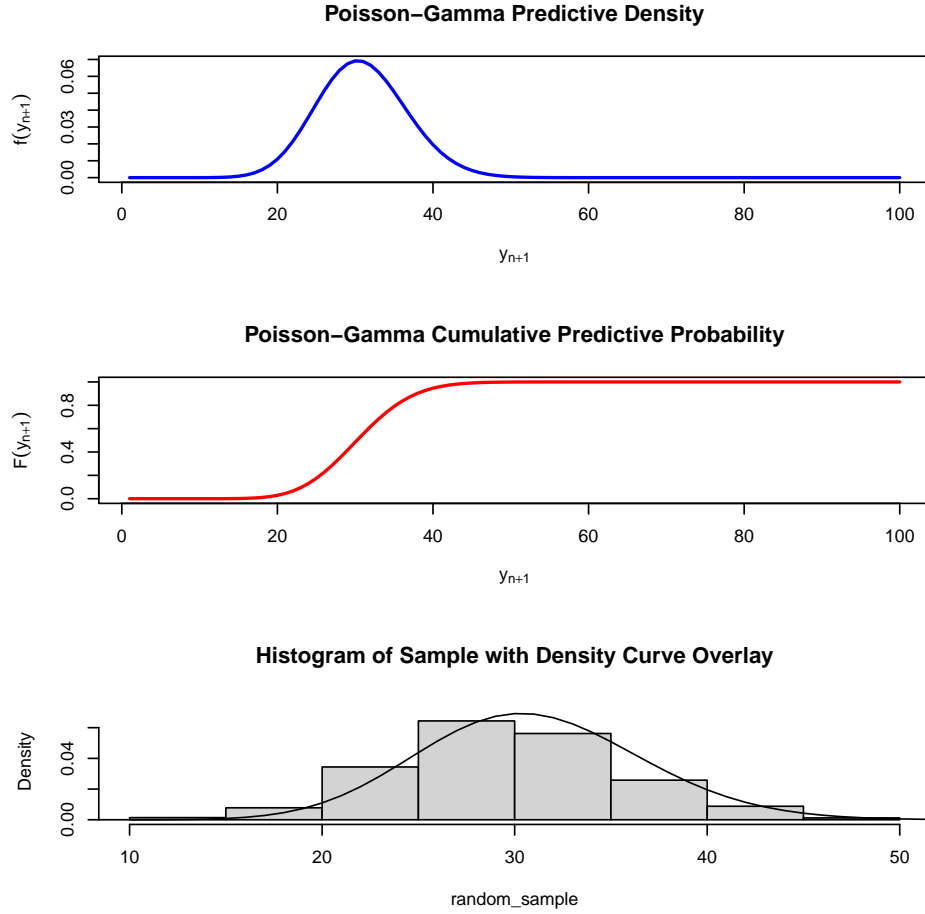 Poisson−Gamma Predictive Density
f(yn+1)
0.00 0.03 0.06
0 20 40 60 80 100
yn+1
Poisson−Gamma Cumulative Predictive Probability
F(yn+1)
0.0 0.4 0.8
0 20 40 60 80 100
yn+1
Histogram of Sample with Density Curve Overlay
Density
0.00 0.04
10 20 30 40 50
random_sample